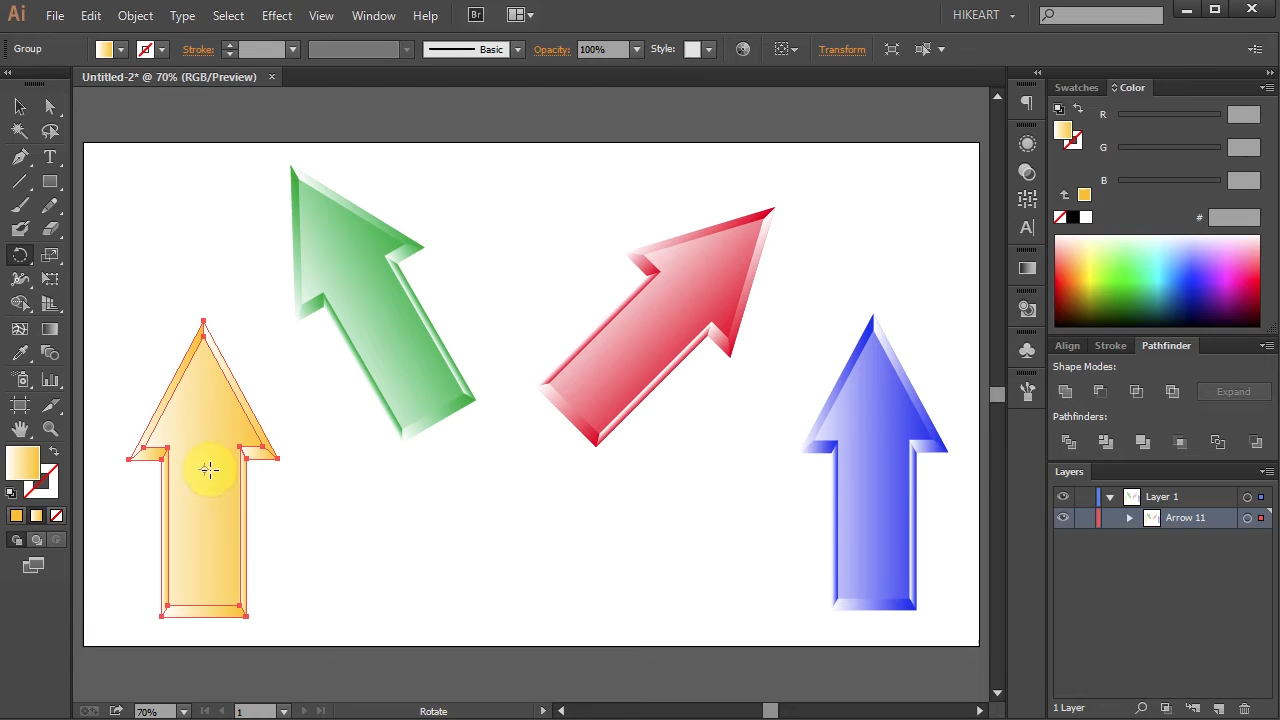 Ai File Edit Object Type Select Effect View Window Help Br HIKEART
Group Stroke: Basic Opacity: 100% Style: Transform
Untitled-2* @ 70% (RGB/Preview) ×
Swatches Color
R
G
B
#
Align Stroke Pathfinder
Shape Modes:
Expand
Pathfinders:
Layers
Layer 1
Arrow 11
1 Layer
70% 1 Rotate